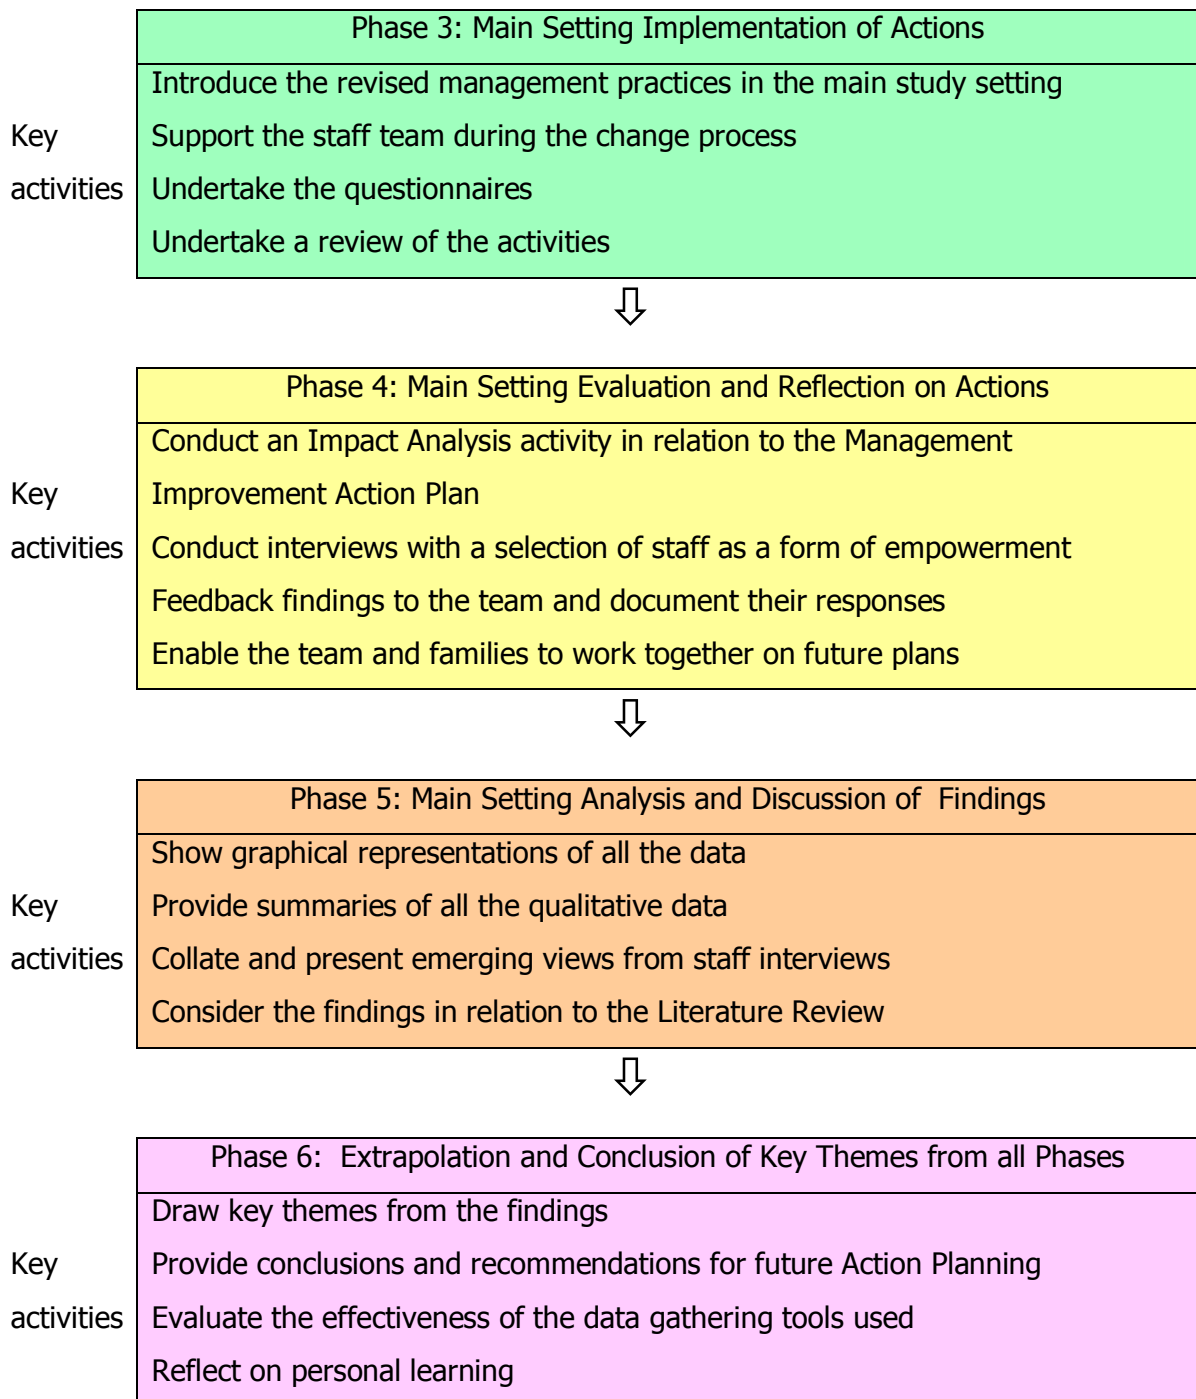 Phase 3: Main Setting Implementation of Actions
Introduce the revised management practices in the main study setting
Key Support the staff team during the change process
activities Undertake the questionnaires
Undertake a review of the activities
Phase 4: Main Setting Evaluation and Reflection on Actions
Conduct an Impact Analysis activity in relation to the Management
Key Improvement Action Plan
activities Conduct interviews with a selection of staff as a form of empowerment
Feedback findings to the team and document their responses
Enable the team and families to work together on future plans
Phase 5: Main Setting Analysis and Discussion of Findings
Show graphical representations of all the data
Key Provide summaries of all the qualitative data
activities Collate and present emerging views from staff interviews
Consider the findings in relation to the Literature Review
Phase 6: Extrapolation and Conclusion of Key Themes from all Phases
Draw key themes from the findings
Key Provide conclusions and recommendations for future Action Planning
activities Evaluate the effectiveness of the data gathering tools used
Reflect on personal learning